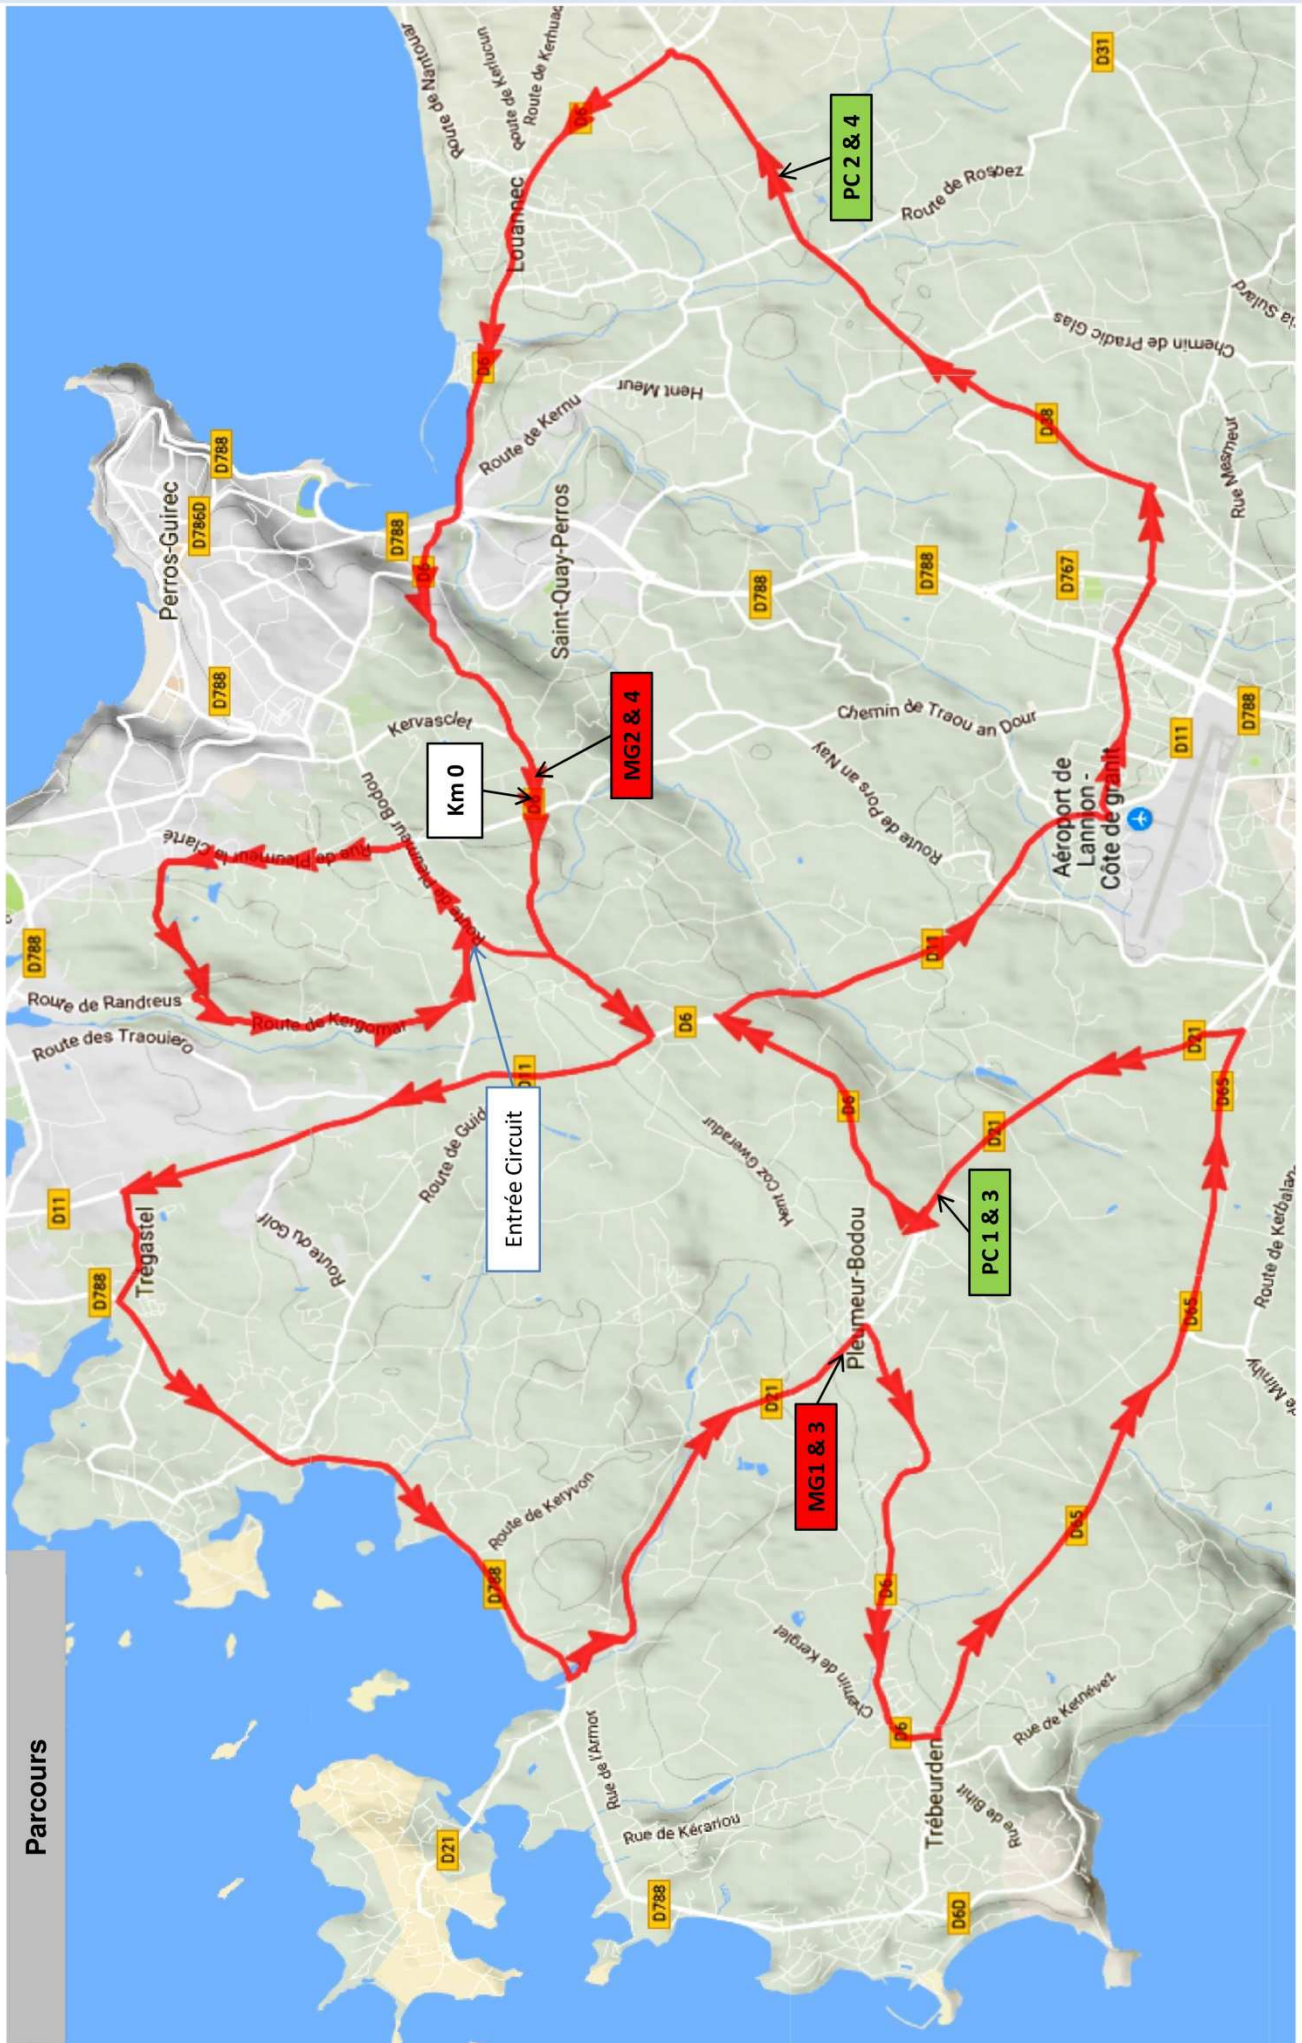 Parcours
D788
Route de Randreus
Route des Traouiero
D11
D788
Trégastel
Route du Golf
Route de Guid
D11
Entrée Circuit
Route de Kergomar
Rue de Pleumeur la Clarté
Route de Pleumeur Bodou
Km 0
D6
MG2 & 4
Kervasclet
Perros-Guirec
D786D
D788
D788
D788
D6
Saint-Quay-Perros
Route de Kernu
D6
Louannec
D6
Route de Nantouar
Route de Kerlucun
Route de Kerhuad
PC 2 & 4
D31
Route de Rospez
Chemin de Pradic Glas
Hent Meur
Rue Mesmeur
D38
D788
D788
D767
D788
D11
Chemin de Traou an Dour
Route de Pors an Nay
Aéroport de
Lannion -
Côte de granit
D11
D6
D6
Hent Coz Gweradur
D21
D21
D65
PC 1 & 3
Pleumeur-Bodou
MG1 & 3
D21
D65
Route de Kerbalan
D65
D6
Chemin de Kerglet
D6
Trébeurden
Rue de Kernévez
Rue de Bihit
D6D
D788
Rue de Kérariou
Rue de l'Armor
D21
D788
Route de Keryvon